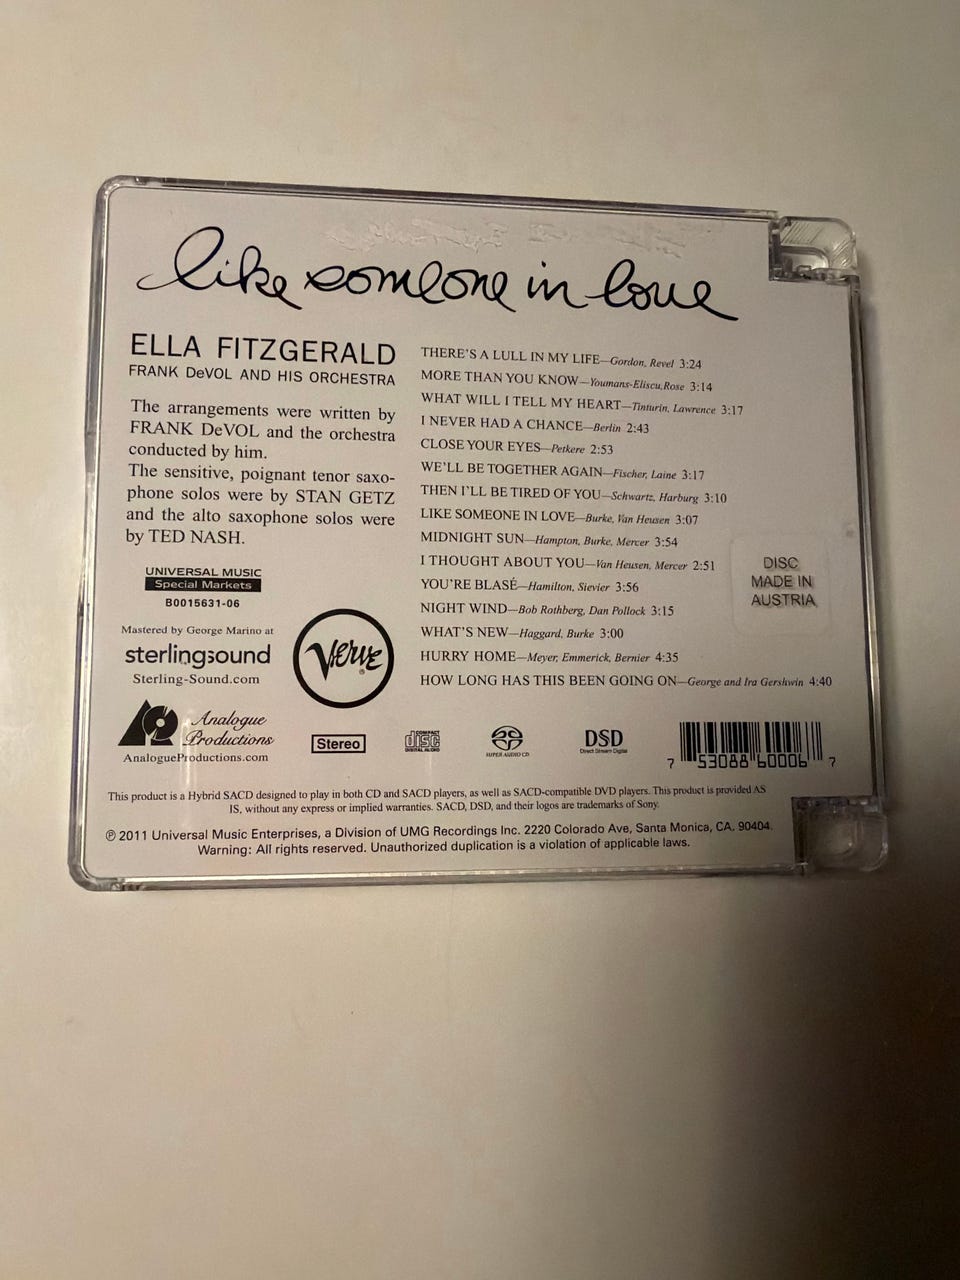 like someone in love
ELLA FITZGERALD
FRANK DeVOL AND HIS ORCHESTRA
The arrangements were written by
FRANK DeVOL and the orchestra
conducted by him.
The sensitive, poignant tenor saxo-
phone solos were by STAN GETZ
and the alto saxophone solos were
by TED NASH.
UNIVERSAL MUSIC
Special Markets
B0015631-06
Mastered by George Marino at
sterlingsound
Sterling-Sound.com
Verve
®
Analogue
Productions
AnalogueProductions.com
THERE'S A LULL IN MY LIFE—Gordon, Revel 3:24
MORE THAN YOU KNOW—Youmans-Eliscu,Rose 3:14
WHAT WILL I TELL MY HEART—Tinturin, Lawrence 3:17
I NEVER HAD A CHANCE—Berlin 2:43
CLOSE YOUR EYES—Petkere 2:53
WE'LL BE TOGETHER AGAIN—Fischer, Laine 3:17
THEN I'LL BE TIRED OF YOU—Schwartz, Harburg 3:10
LIKE SOMEONE IN LOVE—Burke, Van Heusen 3:07
MIDNIGHT SUN—Hampton, Burke, Mercer 3:54
I THOUGHT ABOUT YOU—Van Heusen, Mercer 2:51
YOU'RE BLASÉ—Hamilton, Sievier 3:56
NIGHT WIND—Bob Rothberg, Dan Pollock 3:15
WHAT'S NEW—Haggard, Burke 3:00
HURRY HOME—Meyer, Emmerick, Bernier 4:35
HOW LONG HAS THIS BEEN GOING ON—George and Ira Gershwin 4:40
DISC
MADE IN
AUSTRIA
Stereo
COMPACT
disc
DIGITAL AUDIO
SUPER AUDIO CD
DSD
Direct Stream Digital
7 53088 60006 7
This product is a Hybrid SACD designed to play in both CD and SACD players, as well as SACD-compatible DVD players. This product is provided AS
IS, without any express or implied warranties. SACD, DSD, and their logos are trademarks of Sony.
℗ 2011 Universal Music Enterprises, a Division of UMG Recordings Inc. 2220 Colorado Ave, Santa Monica, CA. 90404.
Warning: All rights reserved. Unauthorized duplication is a violation of applicable laws.